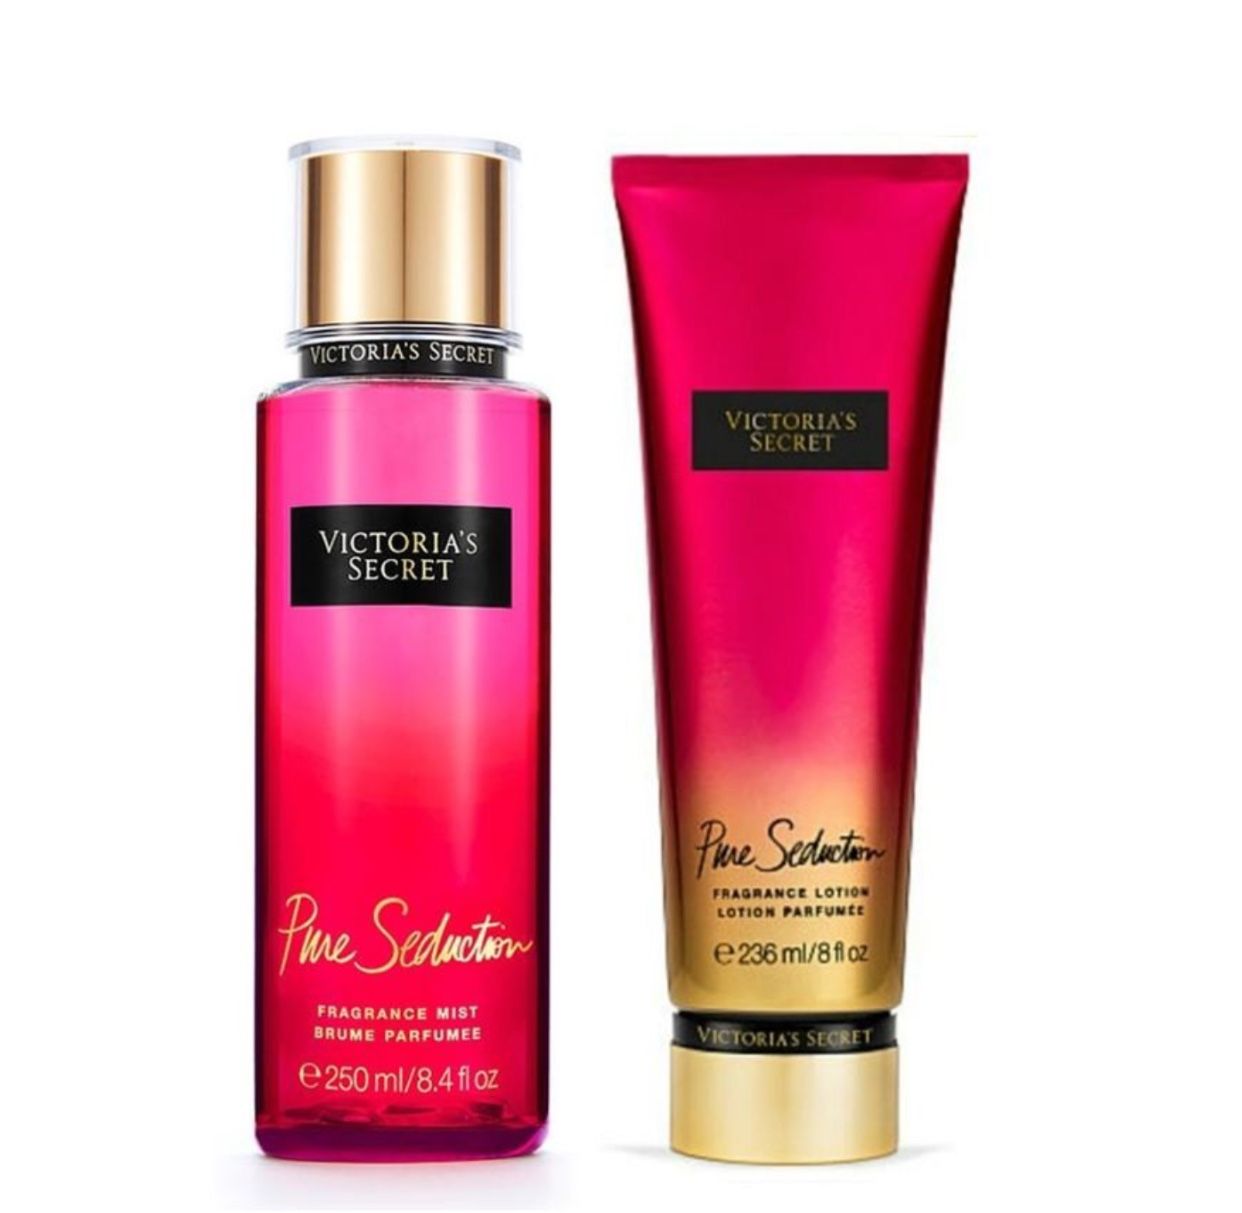 VICTORIA'S SECRET
VICTORIA'S
SECRET
Pure Seduction
FRAGRANCE MIST
BRUME PARFUMEE
e 250 ml/8.4 fl oz
VICTORIA'S
SECRET
Pure Seduction
FRAGRANCE LOTION
LOTION PARFUMÉE
e 236 ml/8 fl oz
VICTORIA'S SECRET